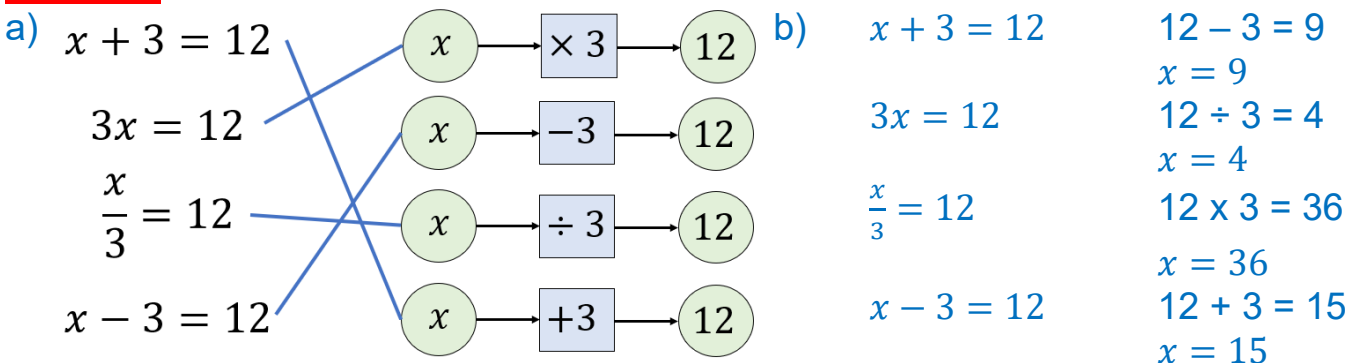 a)
x + 3 = 12
3x = 12
x/3 = 12
x − 3 = 12
x × 3 12
x −3 12
x ÷ 3 12
x +3 12
b)
x + 3 = 12 12 – 3 = 9
x = 9
3x = 12 12 ÷ 3 = 4
x = 4
x/3 = 12 12 x 3 = 36
x = 36
x − 3 = 12 12 + 3 = 15
x = 15